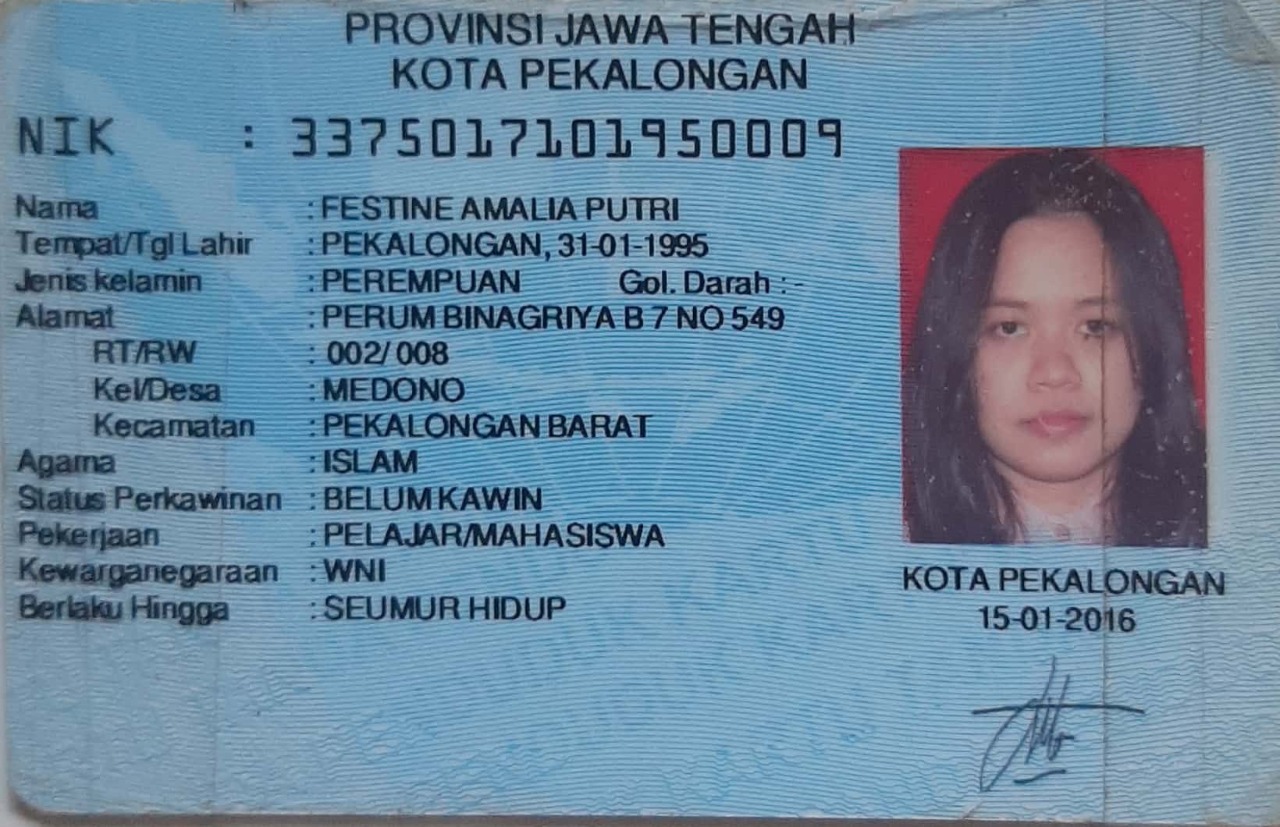 PROVINSI JAWA TENGAH
KOTA PEKALONGAN
NIK : 3375017101950009
Nama : FESTINE AMALIA PUTRI
Tempat/Tgl Lahir : PEKALONGAN, 31-01-1995
Jenis kelamin : PEREMPUAN Gol. Darah : -
Alamat : PERUM BINAGRIYA B 7 NO 549
RT/RW : 002/ 008
Kel/Desa : MEDONO
Kecamatan : PEKALONGAN BARAT
Agama : ISLAM
Status Perkawinan : BELUM KAWIN
Pekerjaan : PELAJAR/MAHASISWA
Kewarganegaraan : WNI
Berlaku Hingga : SEUMUR HIDUP
KOTA PEKALONGAN
15-01-2016